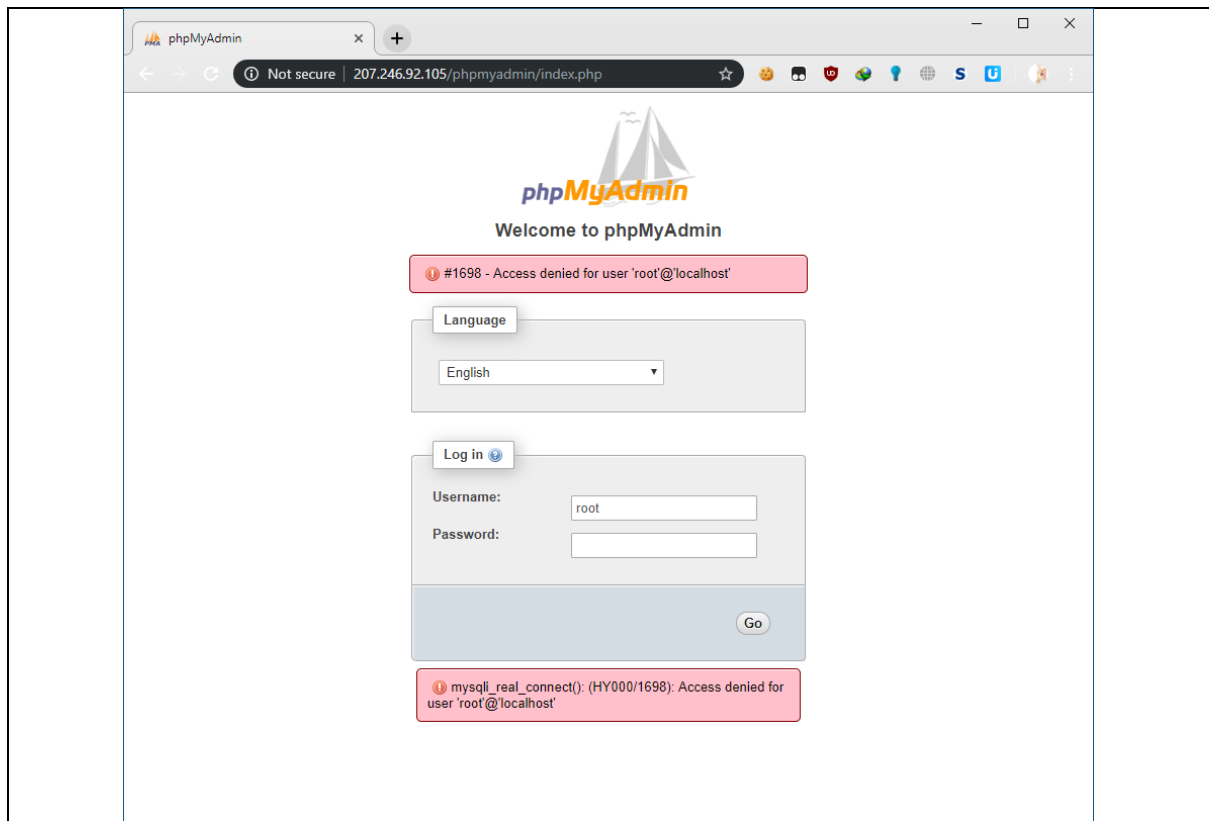 phpMyAdmin
Not secure | 207.246.92.105/phpmyadmin/index.php
phpMyAdmin
Welcome to phpMyAdmin
#1698 - Access denied for user 'root'@'localhost'
Language
English
Log in
Username:
root
Password:
Go
mysqli_real_connect(): (HY000/1698): Access denied for
user 'root'@'localhost'